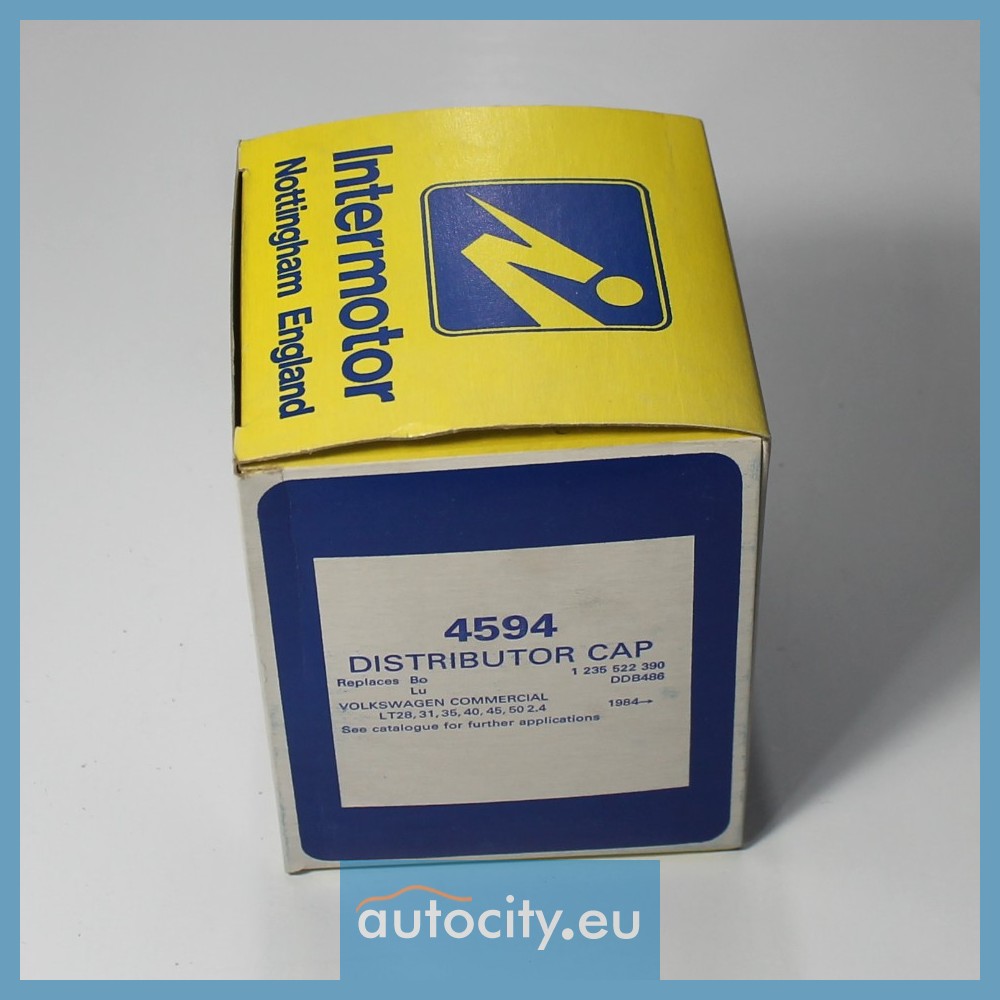 Intermotor
Nottingham England
4594
DISTRIBUTOR CAP
Replaces Bo 1 235 522 390
Lu DDB486
VOLKSWAGEN COMMERCIAL
LT28, 31, 35, 40, 45, 50 2.4 1984→
See catalogue for further applications
autocity.eu